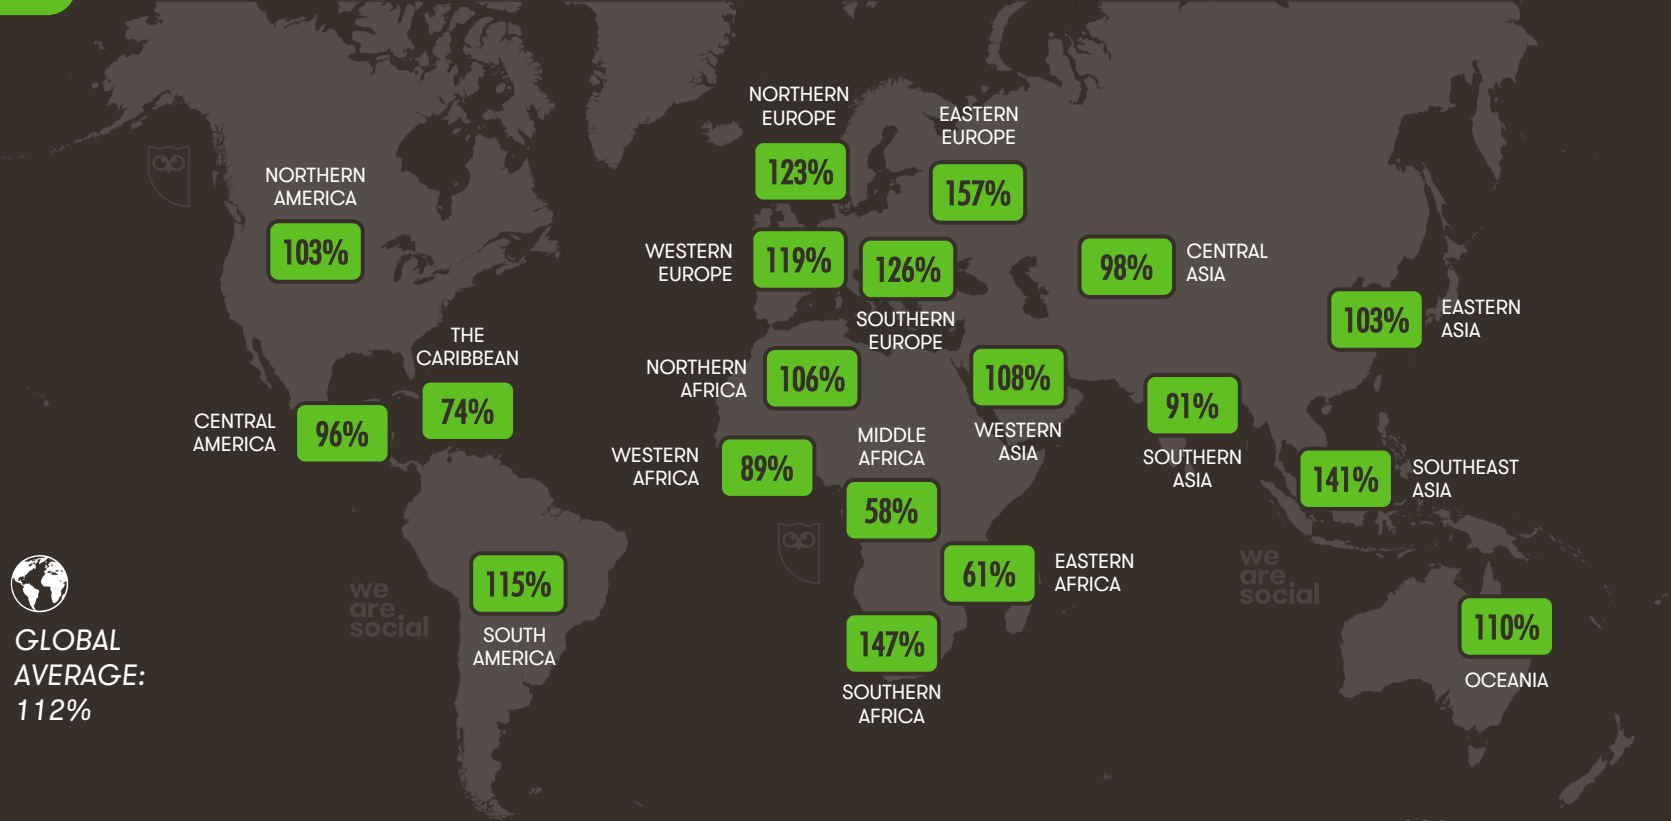 NORTHERN
EUROPE
123%
EASTERN
EUROPE
157%
NORTHERN
AMERICA
103%
WESTERN
EUROPE
119%
126%
SOUTHERN
EUROPE
98%
CENTRAL
ASIA
103%
EASTERN
ASIA
THE
CARIBBEAN
74%
NORTHERN
AFRICA
106%
108%
WESTERN
ASIA
91%
SOUTHERN
ASIA
CENTRAL
AMERICA
96%
WESTERN
AFRICA
89%
MIDDLE
AFRICA
58%
141%
SOUTHEAST
ASIA
61%
EASTERN
AFRICA
115%
SOUTH
AMERICA
147%
SOUTHERN
AFRICA
110%
OCEANIA
we
are
social
we
are
social
GLOBAL
AVERAGE:
112%